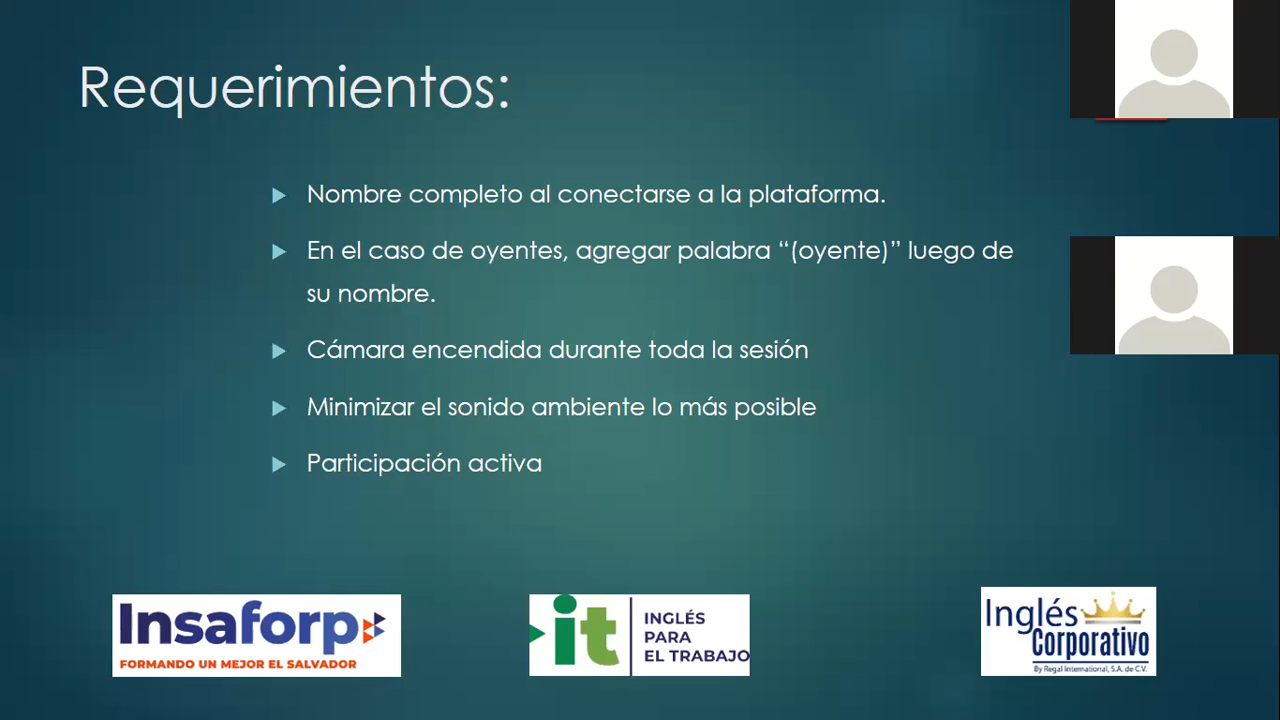 Requerimientos:
Nombre completo al conectarse a la plataforma.
En el caso de oyentes, agregar palabra “(oyente)” luego de
su nombre.
Cámara encendida durante toda la sesión
Minimizar el sonido ambiente lo más posible
Participación activa
Insaforp
FORMANDO UN MEJOR EL SALVADOR
it
INGLÉS
PARA
EL TRABAJO
Inglés
Corporativo
By Regal International, S.A. de C.V.